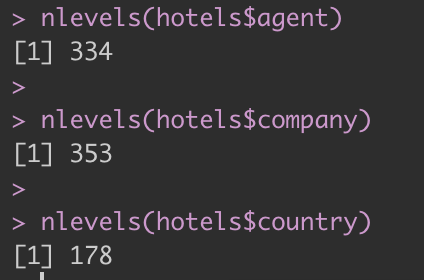 > nlevels(hotels$agent)
[1] 334
>
> nlevels(hotels$company)
[1] 353
>
> nlevels(hotels$country)
[1] 178